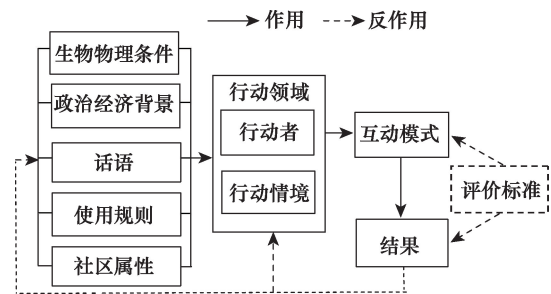 作用
反作用
生物物理条件
政治经济背景
话语
使用规则
社区属性
行动领域
行动者
行动情境
互动模式
结果
评价标准